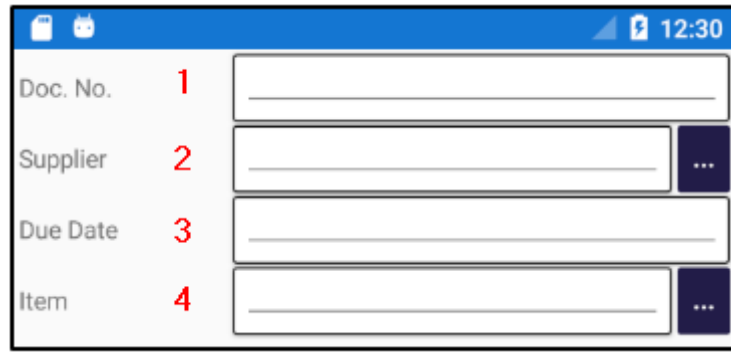 12:30
Doc. No. 1
Supplier 2 ...
Due Date 3
Item 4 ...